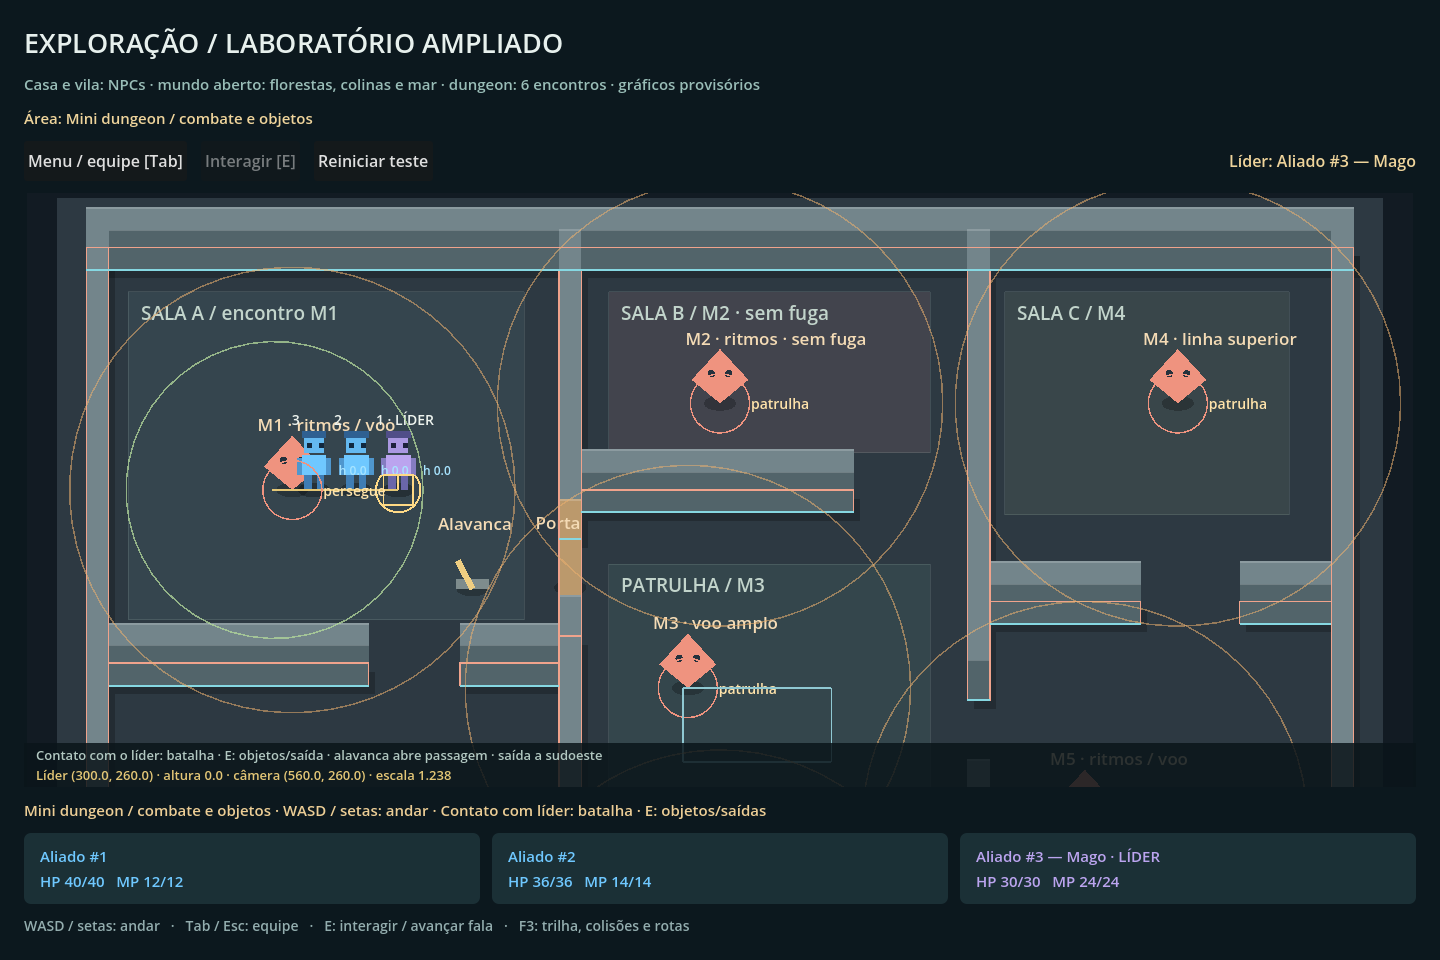 EXPLORAÇÃO / LABORATÓRIO AMPLIADO
Casa e vila: NPCs · mundo aberto: florestas, colinas e mar · dungeon: 6 encontros · gráficos provisórios
Área: Mini dungeon / combate e objetos
Menu / equipe [Tab]
Interagir [E]
Reiniciar teste
Líder: Aliado #3 — Mago
SALA A / encontro M1
SALA B / M2 · sem fuga
SALA C / M4
M2 · ritmos · sem fuga
M4 · linha superior
patrulha
patrulha
3
2
1 · LÍDER
M1 · ritmos / voo
h 0.0
h 0.0
h 0.0
persegue
Alavanca
Porta
PATRULHA / M3
M3 · voo amplo
patrulha
M5 · ritmos / voo
Contato com o líder: batalha · E: objetos/saída · alavanca abre passagem · saída a sudoeste
Líder (300.0, 260.0) · altura 0.0 · câmera (560.0, 260.0) · escala 1.238
Mini dungeon / combate e objetos · WASD / setas: andar · Contato com líder: batalha · E: objetos/saídas
Aliado #1
HP 40/40 MP 12/12
Aliado #2
HP 36/36 MP 14/14
Aliado #3 — Mago · LÍDER
HP 30/30 MP 24/24
WASD / setas: andar · Tab / Esc: equipe · E: interagir / avançar fala · F3: trilha, colisões e rotas